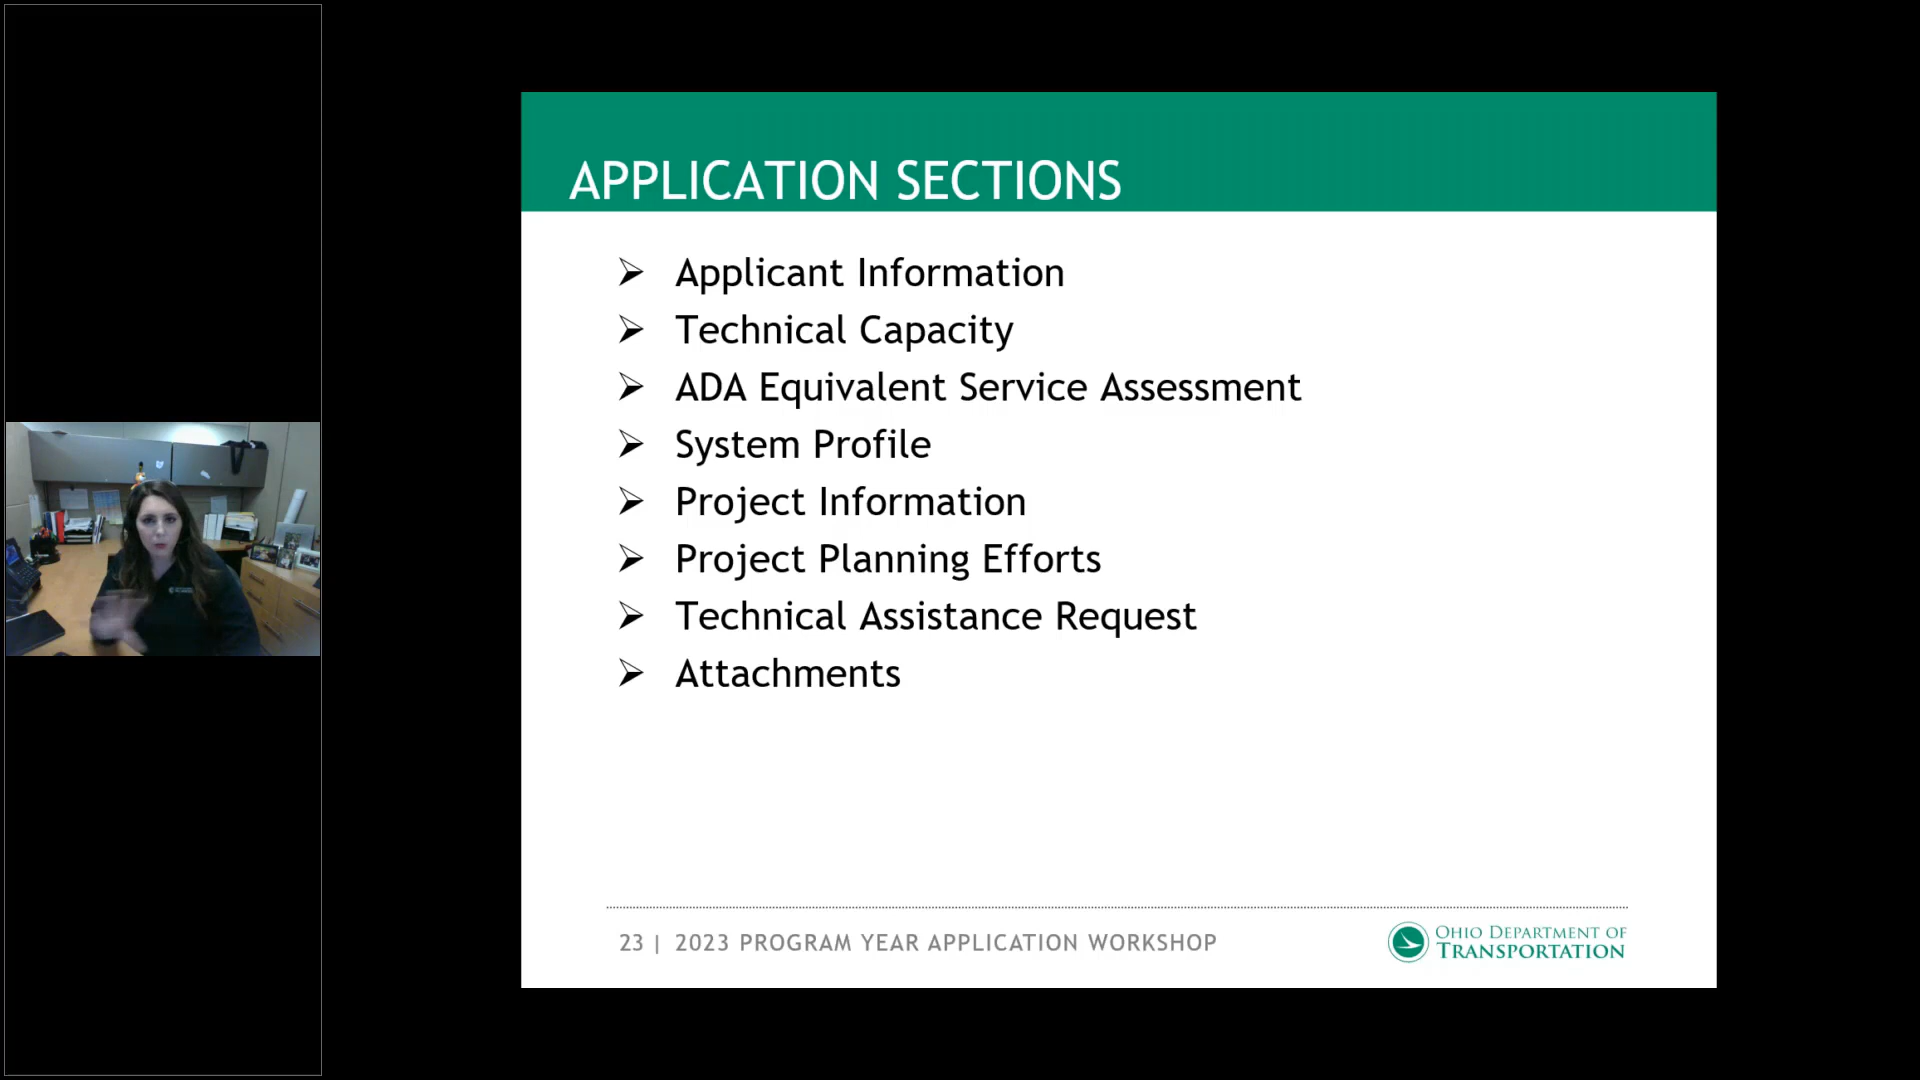 APPLICATION SECTIONS
➢ Applicant Information
➢ Technical Capacity
➢ ADA Equivalent Service Assessment
➢ System Profile
➢ Project Information
➢ Project Planning Efforts
➢ Technical Assistance Request
➢ Attachments
23 | 2023 PROGRAM YEAR APPLICATION WORKSHOP
OHIO DEPARTMENT OF
TRANSPORTATION